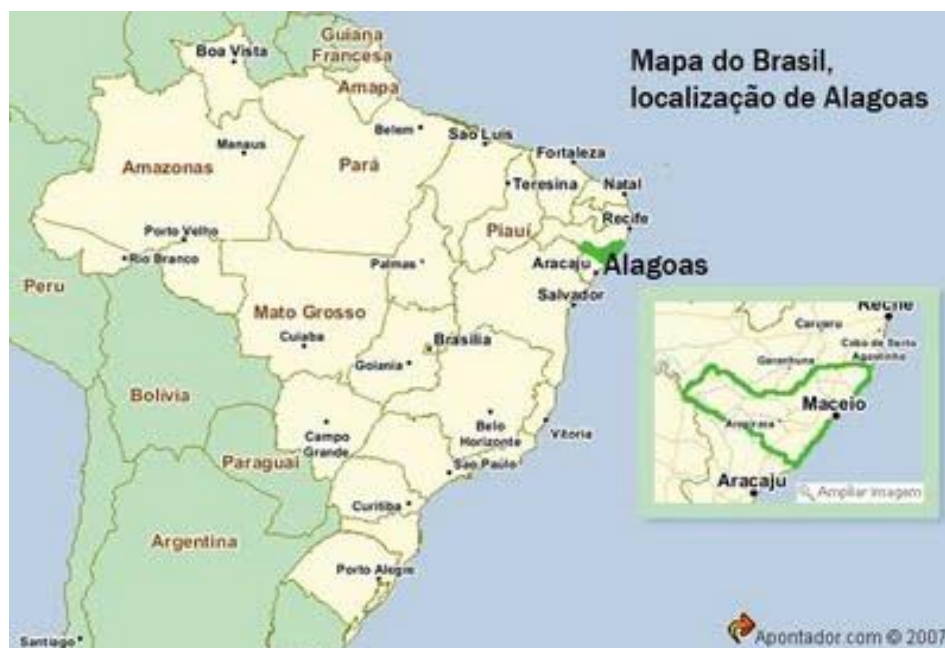 Mapa do Brasil,
localização de Alagoas
Guiana
Francesa
Boa Vista
Amapa
Belem
Sao Luis
Manaus
Fortaleza
Amazonas
Pará
Teresina
Natal
Piauí
Recife
Porto Velho
Rio Branco
Palmas
Aracaju
Alagoas
Peru
Salvador
Mato Grosso
Cuiaba
Brasilia
Goiania
Bolívia
Campo
Grande
Belo
Horizonte
Vitoria
Paraguai
Sao Paulo
Curitiba
Argentina
Porto Alegre
Santiago
Recife
Caruaru
Cabo de Santo
Agostinho
Garanhuns
Maceio
Arapiraca
Aracaju
Ampliar imagem
Apontador.com © 2007